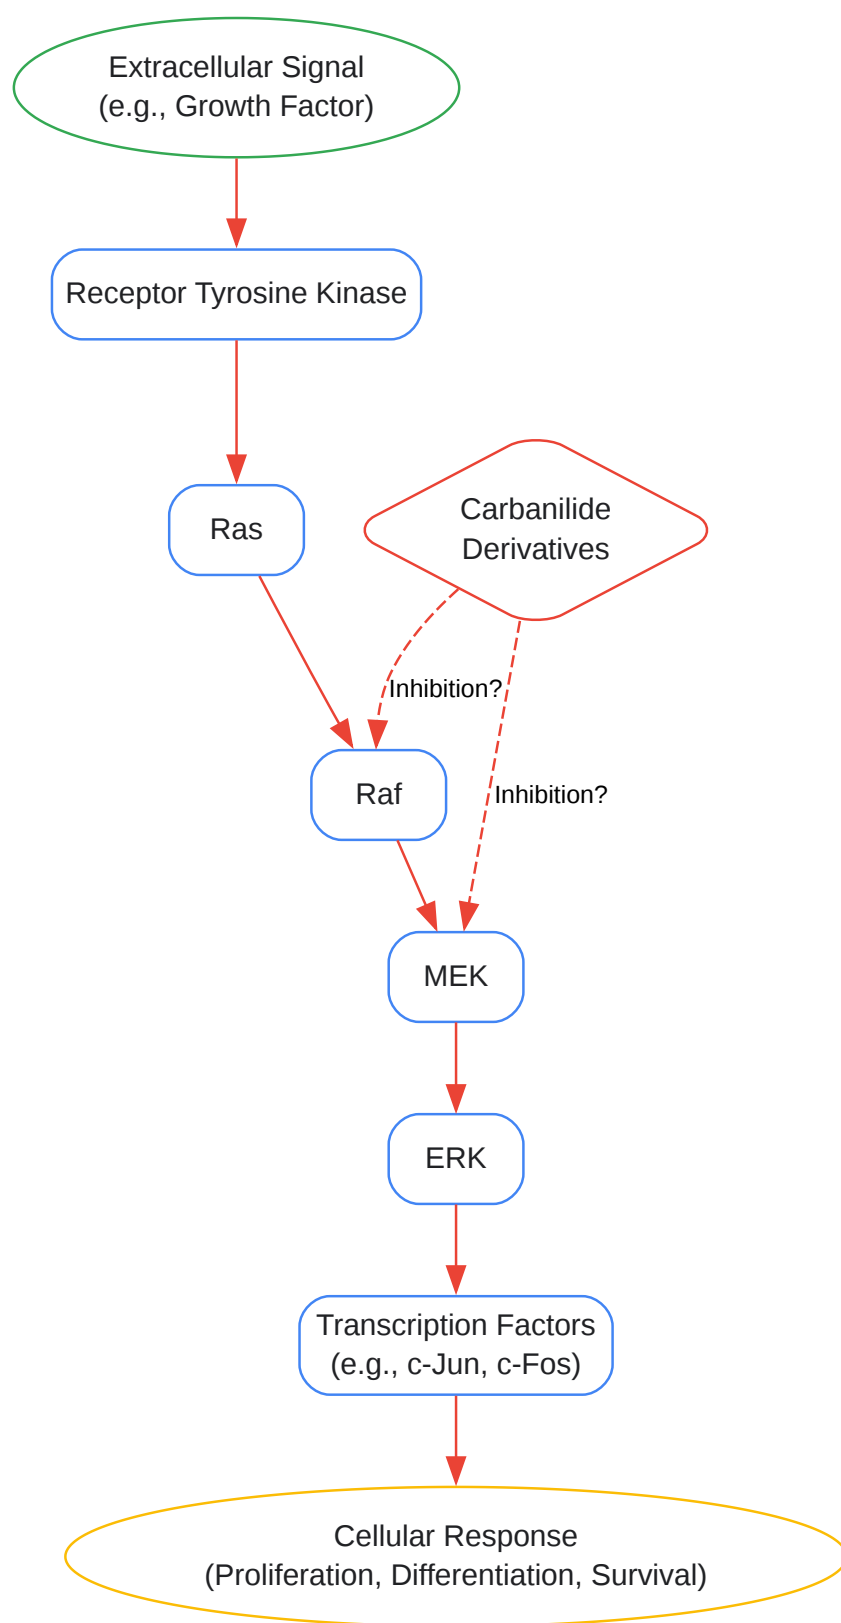 Extracellular Signal
(e.g., Growth Factor)
Receptor Tyrosine Kinase
Ras
Carbanilide
Derivatives
Inhibition?
Raf
Inhibition?
MEK
ERK
Transcription Factors
(e.g., c-Jun, c-Fos)
Cellular Response
(Proliferation, Differentiation, Survival)